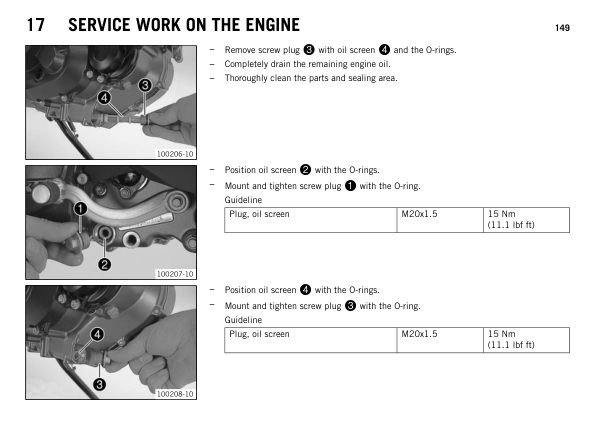 17 SERVICE WORK ON THE ENGINE 149
– Remove screw plug 3 with oil screen 4 and the O-rings.
– Completely drain the remaining engine oil.
– Thoroughly clean the parts and sealing area.
3
4
100206-10
– Position oil screen 2 with the O-rings.
– Mount and tighten screw plug 1 with the O-ring.
Guideline
Plug, oil screen M20x1.5 15 Nm
(11.1 lbf ft)
1
2
100207-10
– Position oil screen 4 with the O-rings.
– Mount and tighten screw plug 3 with the O-ring.
Guideline
Plug, oil screen M20x1.5 15 Nm
(11.1 lbf ft)
4
3
100208-10